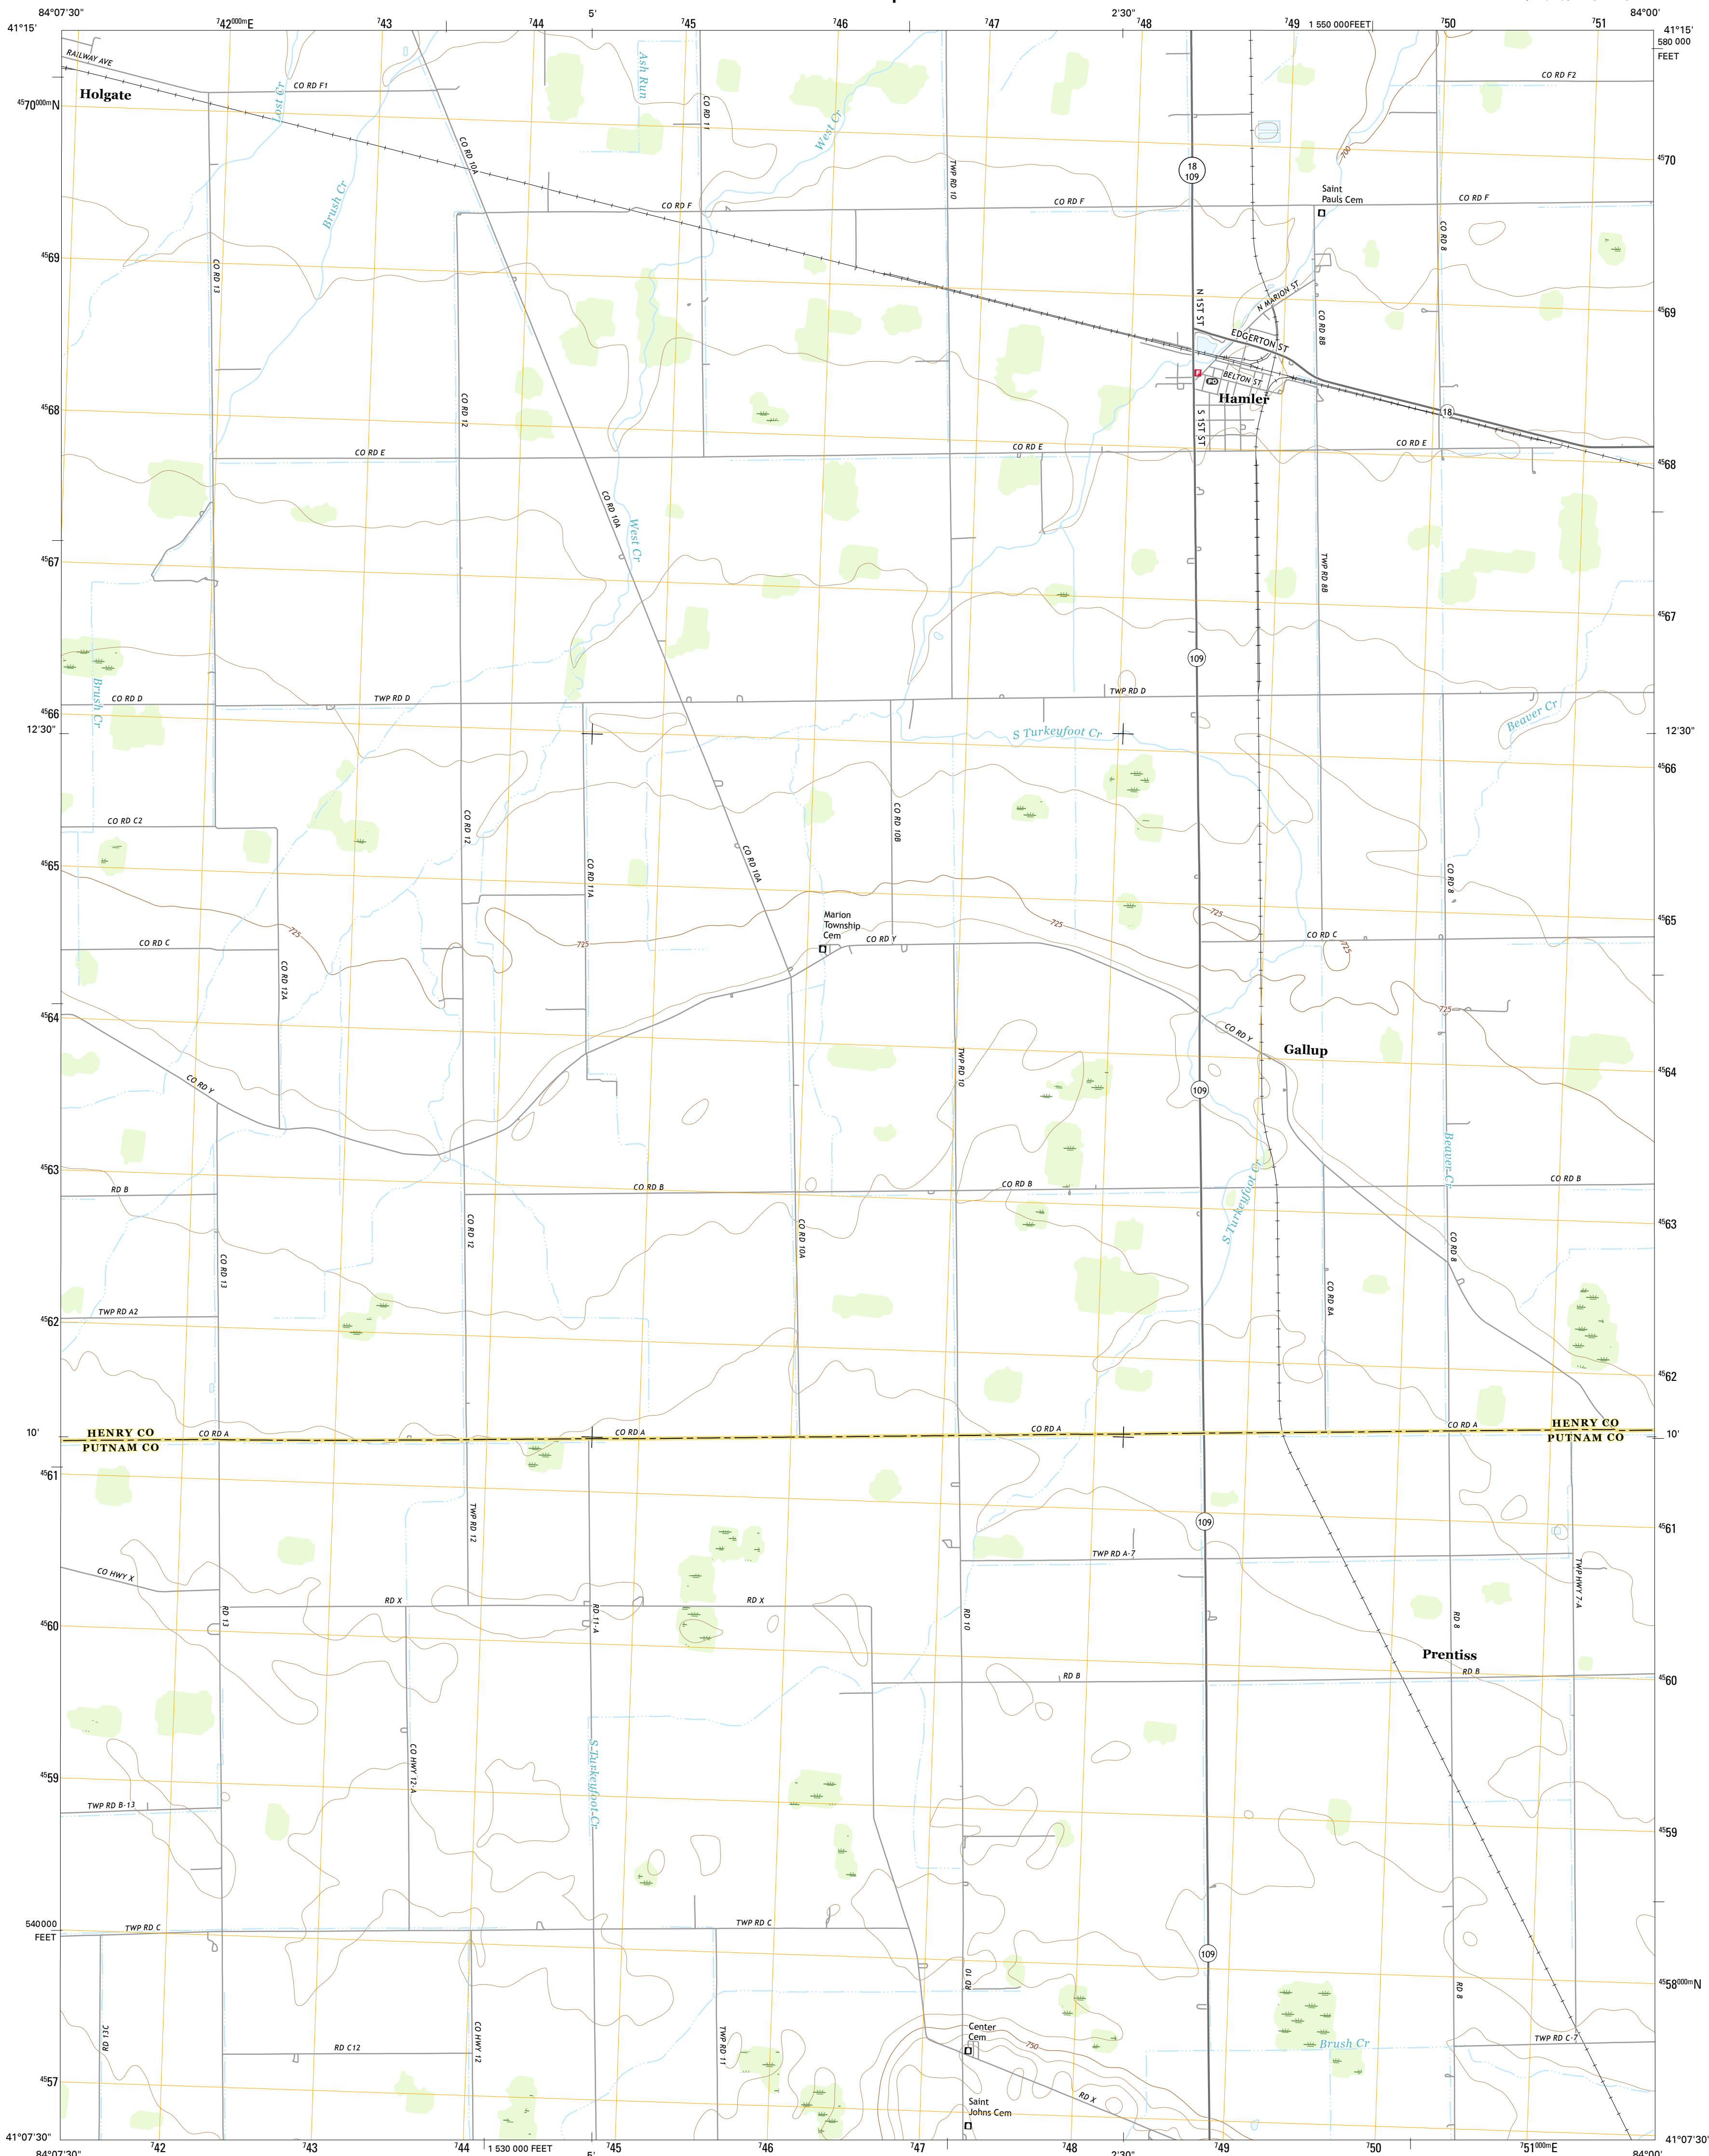 84°07'30"
⁷42⁰⁰⁰ᵐE
⁷43
⁷44
5'
⁷45
⁷46
⁷47
2'30"
⁷48
⁷49
1 550 000FEET
⁷50
⁷51
84°00'
41°15'
41°15'
580 000
FEET
RAILWAY AVE
Holgate
CO RD F1
Lost Cr
Ash Run
CO RD 11
West Cr
CO RD F2
⁴⁵70⁰⁰⁰ᵐN
Brush Cr
CO RD 10A
TWP RD 10
18
109
700
⁴⁵70
Saint
Pauls Cem
CO RD F
CO RD F
CO RD F
CO RD 8
⁴⁵69
CO RD 13
N 1ST ST
N MARION ST
CO RD 8B
⁴⁵69
EDGERTON ST
F
PO
BELTON ST
Hamler
⁴⁵68
CO RD 12
S 1ST ST
18
CO RD E
CO RD E
CO RD E
⁴⁵68
CO RD 10A
West Cr
⁴⁵67
TWP RD 8B
⁴⁵67
109
Brush Cr
CO RD D
TWP RD D
TWP RD D
⁴⁵66
12'30"
S Turkeyfoot Cr
Beaver Cr
12'30"
⁴⁵66
CO RD C2
CO RD 12
CO RD 10B
⁴⁵65
CO RD 11A
CO RD 10A
CO RD 8
725
725
725
725
725
725
Marion
Township
Cem
⁴⁵65
CO RD C
CO RD Y
CO RD C
CO RD 12A
⁴⁵64
CO RD Y
Gallup
TWP RD 10
⁴⁵64
CO RD Y
109
Beaver Cr
⁴⁵63
RD B
CO RD B
CO RD B
CO RD B
S Turkeyfoot Cr
⁴⁵63
CO RD 13
CO RD 12
CO RD 10A
CO RD 8
CO RD 8A
TWP RD A2
⁴⁵62
⁴⁵62
10'
HENRY CO
PUTNAM CO
CO RD A
CO RD A
CO RD A
CO RD A
HENRY CO
PUTNAM CO
10'
⁴⁵61
TWP RD 12
109
⁴⁵61
TWP RD A-7
CO HWY X
TWP HWY 7-A
RD X
RD X
RD 13
RD 11-A
RD 10
RD 8
⁴⁵60
Prentiss
RD B
RD B
⁴⁵60
CO HWY 12-A
S Turkeyfoot Cr
⁴⁵59
TWP RD B-13
⁴⁵59
540000
FEET
TWP RD C
TWP RD C
109
RD 10
RD 8
⁴⁵58⁰⁰⁰ᵐN
RD 13C
RD C12
CO HWY 12
TWP RD 11
Center
Cem
750
Brush Cr
TWP RD C-7
⁴⁵57
RD X
Saint
Johns Cem
41°07'30"
41°07'30"
84°07'30"
⁷42
⁷43
⁷44
1 530 000 FEET
5'
⁷45
⁷46
⁷47
⁷48
2'30"
⁷49
⁷50
⁷51⁰⁰⁰ᵐE
84°00'